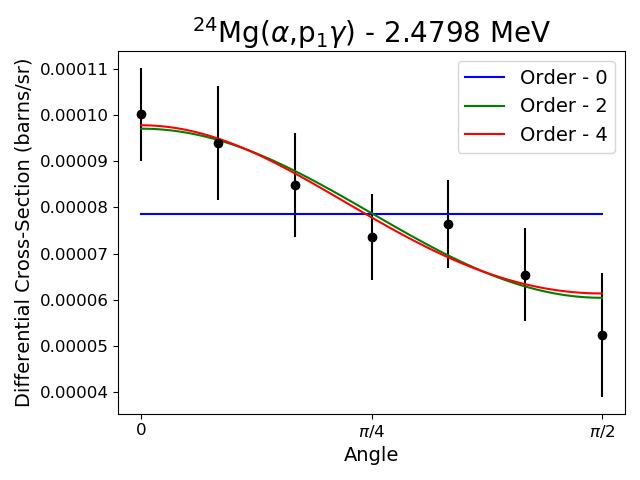 ²⁴Mg(α,p₁γ) - 2.4798 MeV
Differential Cross-Section (barns/sr)
0.00011
0.00010
0.00009
0.00008
0.00007
0.00006
0.00005
0.00004
Order - 0
Order - 2
Order - 4
0
π/4
π/2
Angle